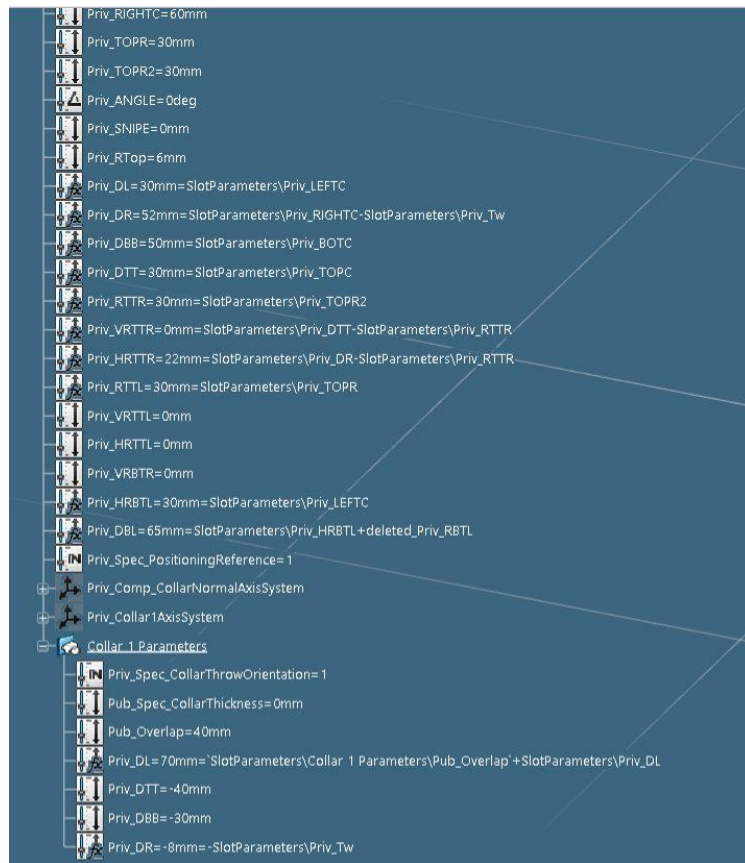 Priv_RIGHTC=60mm
Priv_TOPR=30mm
Priv_TOPR2=30mm
Priv_ANGLE=0deg
Priv_SNIPE=0mm
Priv_RTop=6mm
Priv_DL=30mm=SlotParameters\Priv_LEFTC
Priv_DR=52mm=SlotParameters\Priv_RIGHTC-SlotParameters\Priv_Tw
Priv_DBB=50mm=SlotParameters\Priv_BOTC
Priv_DTT=30mm=SlotParameters\Priv_TOPC
Priv_RTTR=30mm=SlotParameters\Priv_TOPR2
Priv_VRTTR=0mm=SlotParameters\Priv_DTT-SlotParameters\Priv_RTTR
Priv_HRTTR=22mm=SlotParameters\Priv_DR-SlotParameters\Priv_RTTR
Priv_RTTL=30mm=SlotParameters\Priv_TOPR
Priv_VRTTL=0mm
Priv_HRTTL=0mm
Priv_VRBTR=0mm
Priv_HRBTL=30mm=SlotParameters\Priv_LEFTC
Priv_DBL=65mm=SlotParameters\Priv_HRBTL+deleted_Priv_RBTL
IN Priv_Spec_PositioningReference=1
Priv_Comp_CollarNormalAxisSystem
Priv_Collar1AxisSystem
Collar 1 Parameters
IN Priv_Spec_CollarThrowOrientation=1
Pub_Spec_CollarThickness=0mm
Pub_Overlap=40mm
Priv_DL=70mm=`SlotParameters\Collar 1 Parameters\Pub_Overlap`+SlotParameters\Priv_DL
Priv_DTT=-40mm
Priv_DBB=-30mm
Priv_DR=-8mm=-SlotParameters\Priv_Tw